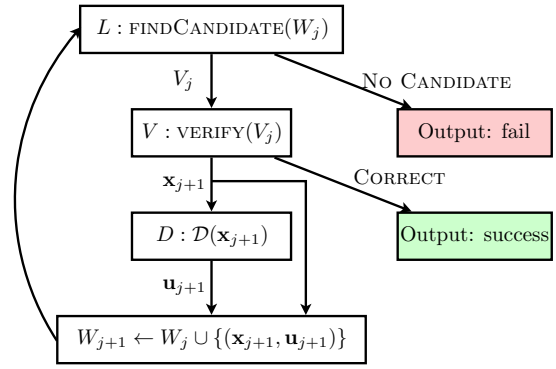 L : FINDCANDIDATE(W_j)
V_j
NO CANDIDATE
V : VERIFY(V_j)
Output: fail
x_{j+1}
CORRECT
D : 𝒟(x_{j+1})
Output: success
u_{j+1}
W_{j+1} ← W_j ∪ {(x_{j+1}, u_{j+1})}